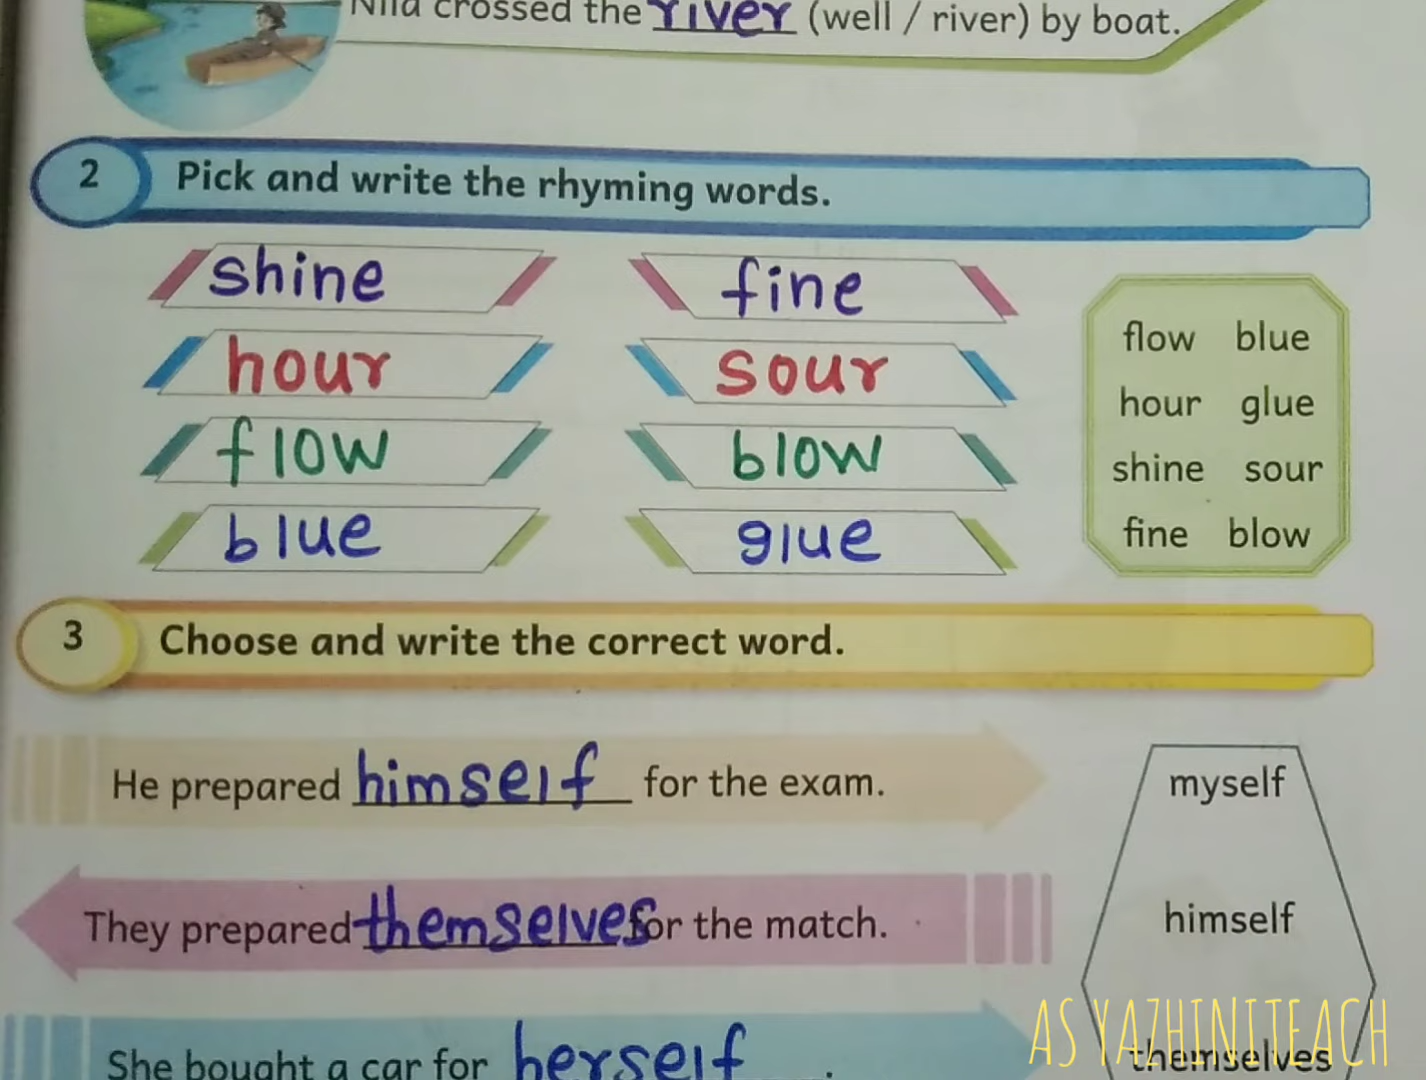 Nila crossed the river (well / river) by boat.
2 Pick and write the rhyming words.
shine fine
hour sour
flow blow
blue glue
flow blue
hour glue
shine sour
fine blow
3 Choose and write the correct word.
He prepared himself for the exam.
They prepared themselves for the match.
She bought a car for herself .
myself
himself
themselves
AS YAZHINITEACH